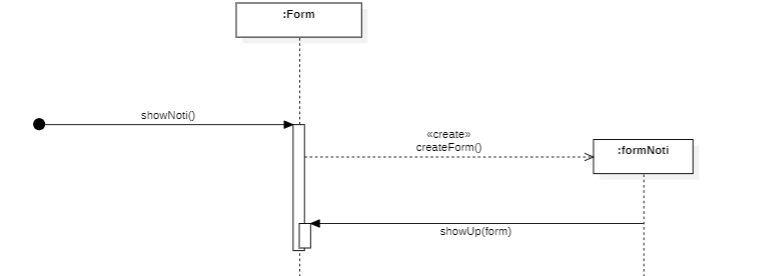 :Form
showNoti()
«create»
createForm()
:formNoti
showUp(form)